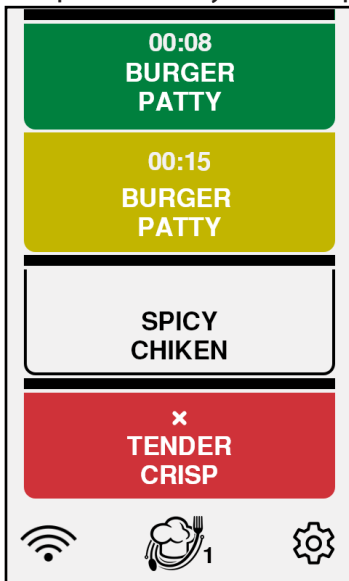 00:08
BURGER
PATTY
00:15
BURGER
PATTY
SPICY
CHIKEN
×
TENDER
CRISP
1